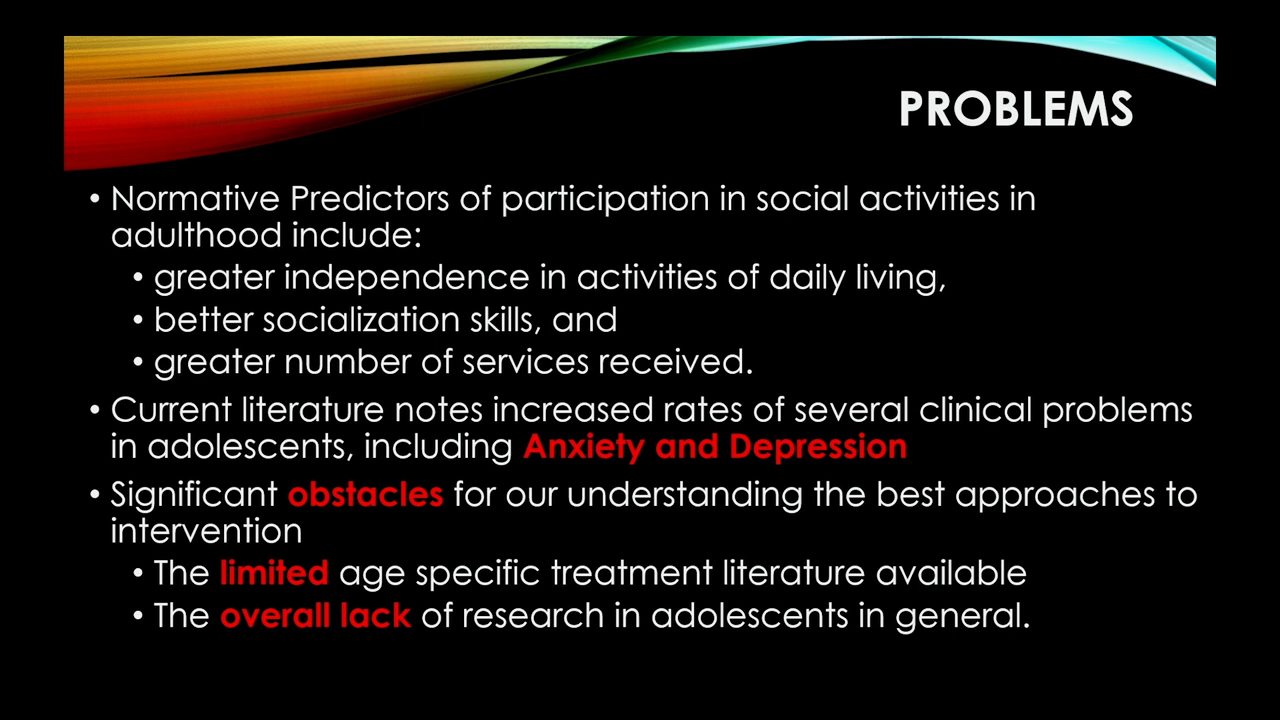 PROBLEMS
• Normative Predictors of participation in social activities in
adulthood include:
• greater independence in activities of daily living,
• better socialization skills, and
• greater number of services received.
• Current literature notes increased rates of several clinical problems
in adolescents, including Anxiety and Depression
• Significant obstacles for our understanding the best approaches to
intervention
• The limited age specific treatment literature available
• The overall lack of research in adolescents in general.